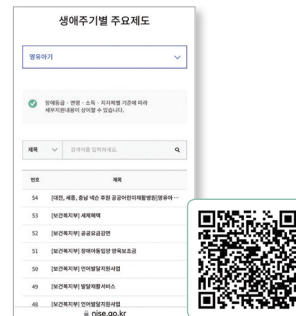 생애주기별 주요제도
영유아기
장애등급 · 연령 · 소득 · 지자체별 기준에 따라
세부지원내용이 상이할 수 있습니다.
제목 검색어를 입력하세요.
번호 제목
54 [대전, 세종, 충남 넥슨 후원 공공어린이재활병원]영유아 ···
53 [보건복지부] 세제혜택
52 [보건복지부] 공공요금감면
51 [보건복지부] 장애아동입양 양육보조금
50 [보건복지부] 언어발달지원사업
49 [보건복지부] 발달재활서비스
48 [보건복지부] 언어발달지원사업
nise.go.kr